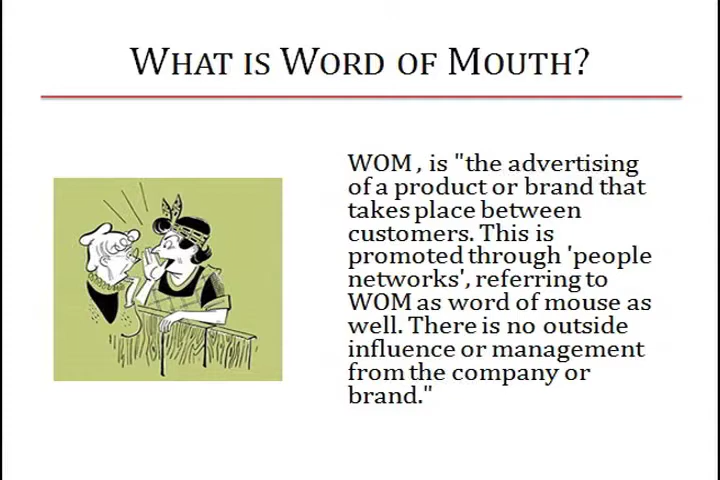 WHAT IS WORD OF MOUTH?
WOM , is "the advertising
of a product or brand that
takes place between
customers. This is
promoted through 'people
networks', referring to
WOM as word of mouse as
well. There is no outside
influence or management
from the company or
brand."